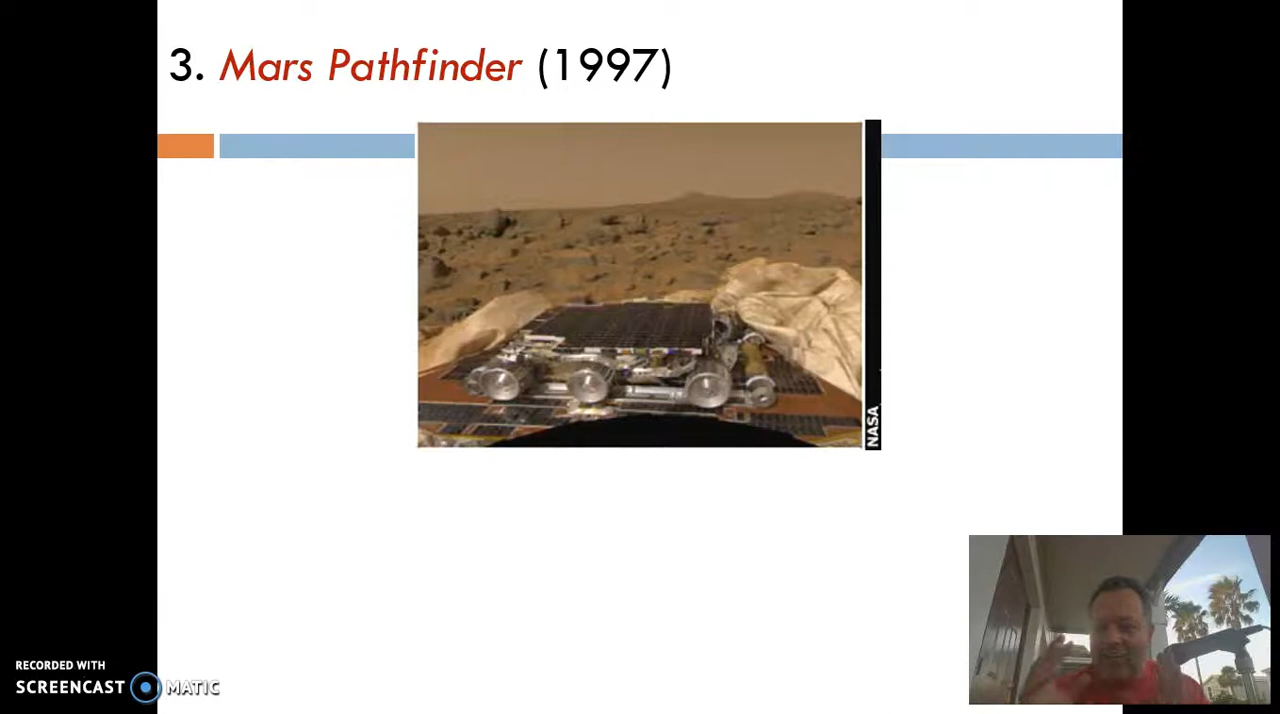 3. Mars Pathfinder (1997)
NASA
RECORDED WITH
SCREENCAST MATIC